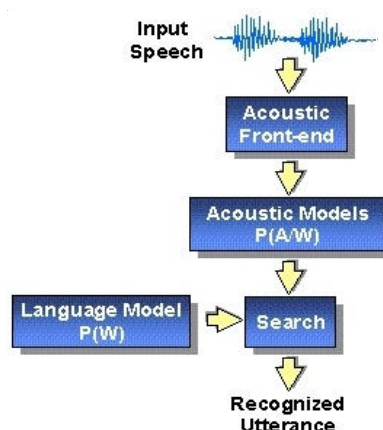 Input
Speech
Acoustic
Front-end
Acoustic Models
P(A/W)
Language Model
P(W)
Search
Recognized
Utterance